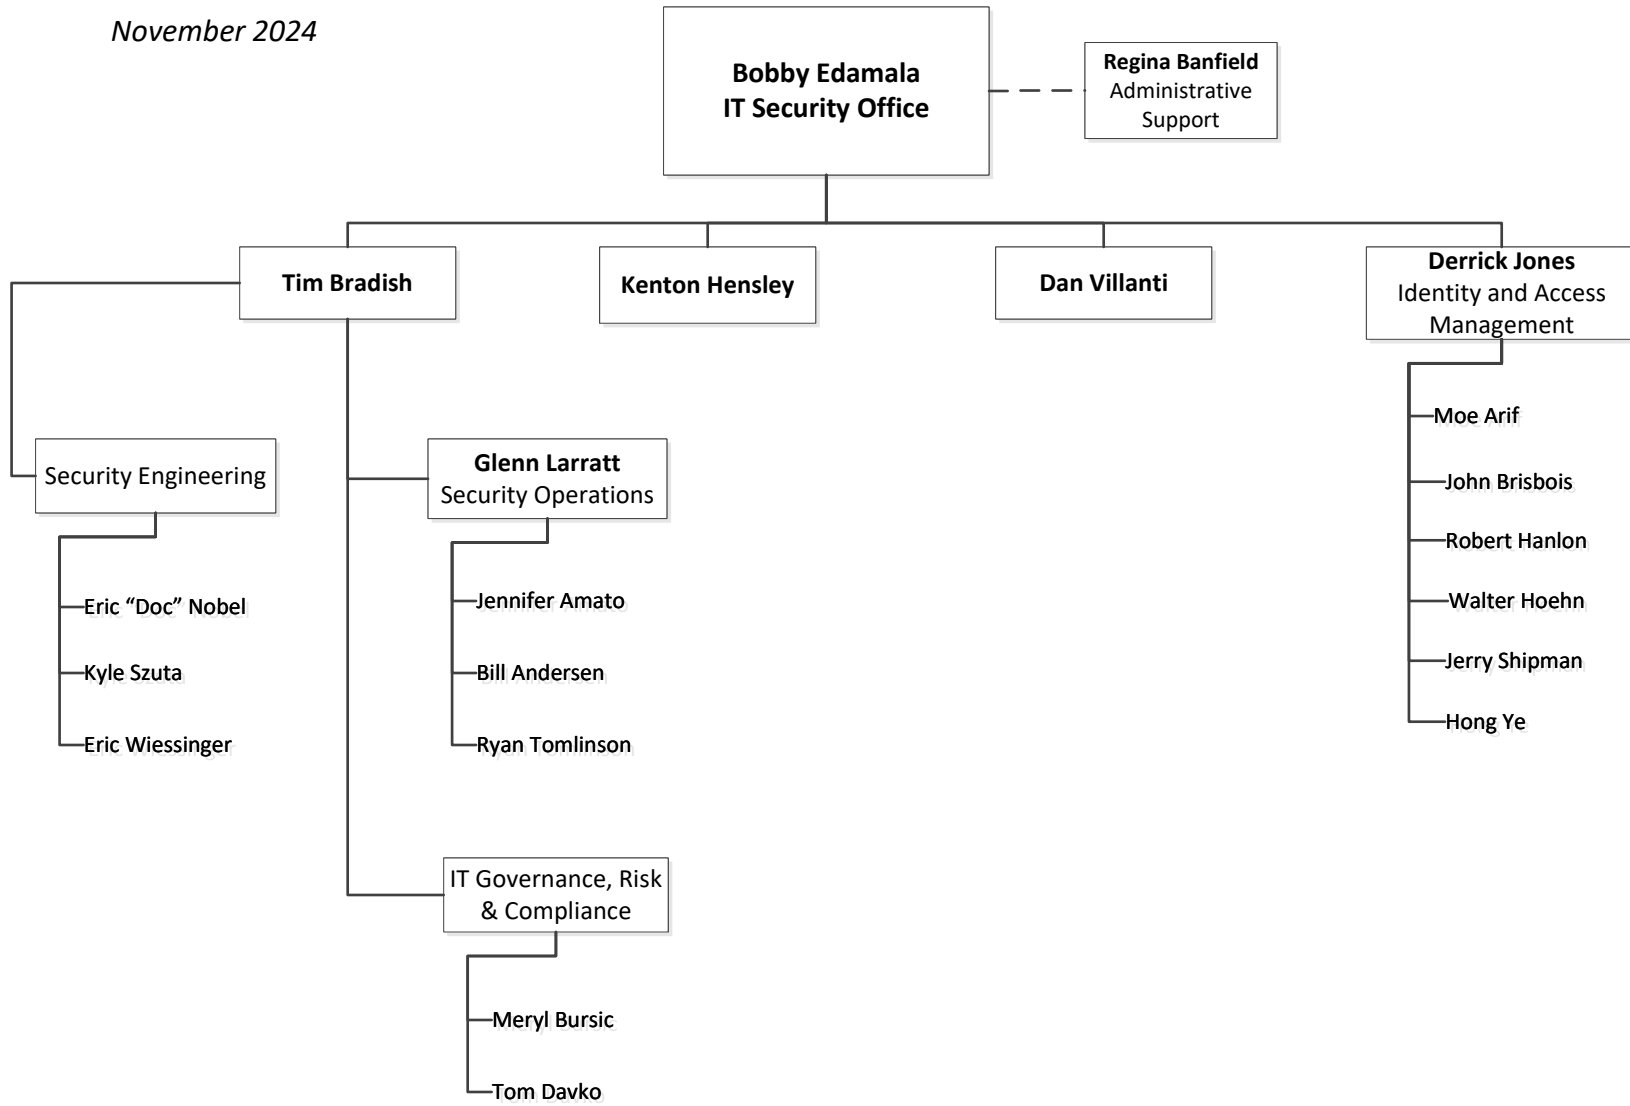 November 2024
Bobby Edamala
IT Security Office
Regina Banfield
Administrative
Support
Tim Bradish
Kenton Hensley
Dan Villanti
Derrick Jones
Identity and Access
Management
Security Engineering
Eric “Doc” Nobel
Kyle Szuta
Eric Wiessinger
Glenn Larratt
Security Operations
Jennifer Amato
Bill Andersen
Ryan Tomlinson
IT Governance, Risk
& Compliance
Meryl Bursic
Tom Davko
Moe Arif
John Brisbois
Robert Hanlon
Walter Hoehn
Jerry Shipman
Hong Ye